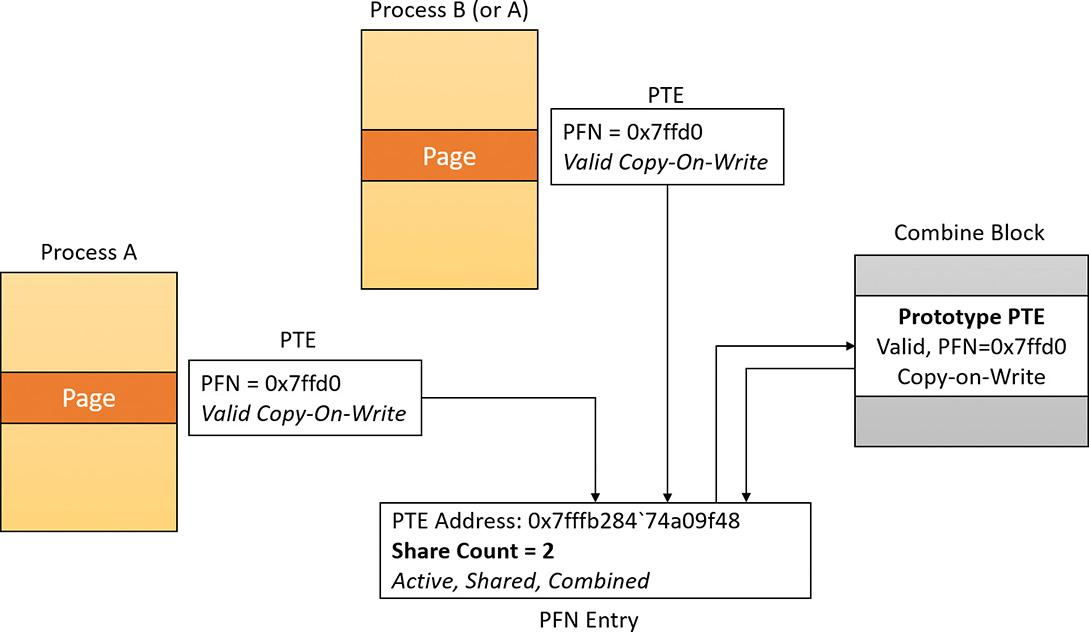 Process B (or A)
PTE
PFN = 0x7ffd0
Valid Copy-On-Write
Page
Combine Block
Process A
Prototype PTE
Valid, PFN=0x7ffd0
Copy-on-Write
PTE
PFN = 0x7ffd0
Valid Copy-On-Write
Page
PTE Address: 0x7fffb284`74a09f48
Share Count = 2
Active, Shared, Combined
PFN Entry